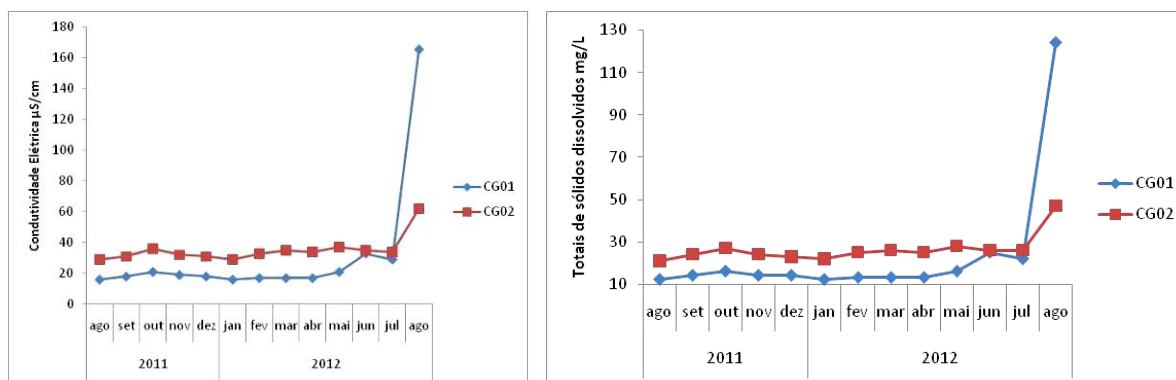 Condutividade Elétrica µS/cm
180
160
140
120
100
80
60
40
20
0
ago set out nov dez jan fev mar abr mai jun jul ago
2011 2012
CG01
CG02
Totais de sólidos dissolvidos mg/L
130
110
90
70
50
30
10
ago set out nov dez jan fev mar abr mai jun jul ago
2011 2012
CG01
CG02